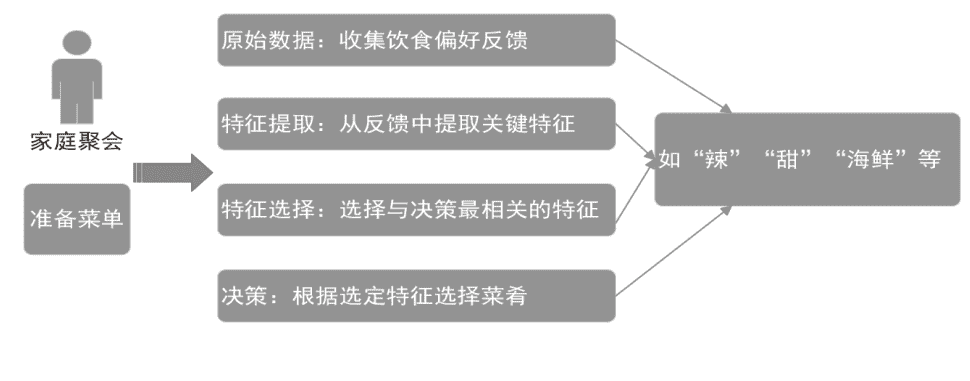 原始数据：收集饮食偏好反馈
家庭聚会
特征提取：从反馈中提取关键特征
如“辣”“甜”“海鲜”等
准备菜单
特征选择：选择与决策最相关的特征
决策：根据选定特征选择菜肴